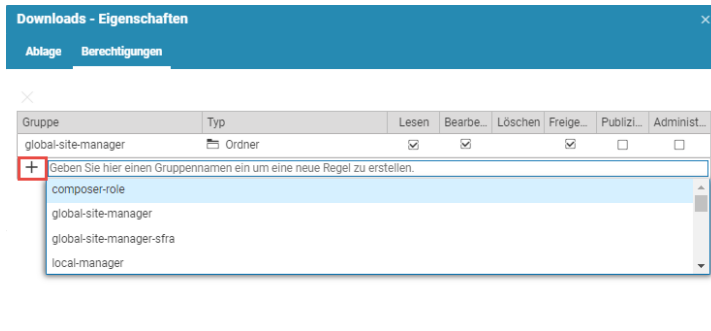 Downloads - Eigenschaften
Ablage Berechtigungen
Gruppe Typ Lesen Bearbe... Löschen Freige... Publizi... Administ...
global-site-manager Ordner
Geben Sie hier einen Gruppennamen ein um eine neue Regel zu erstellen.
composer-role
global-site-manager
global-site-manager-sfra
local-manager